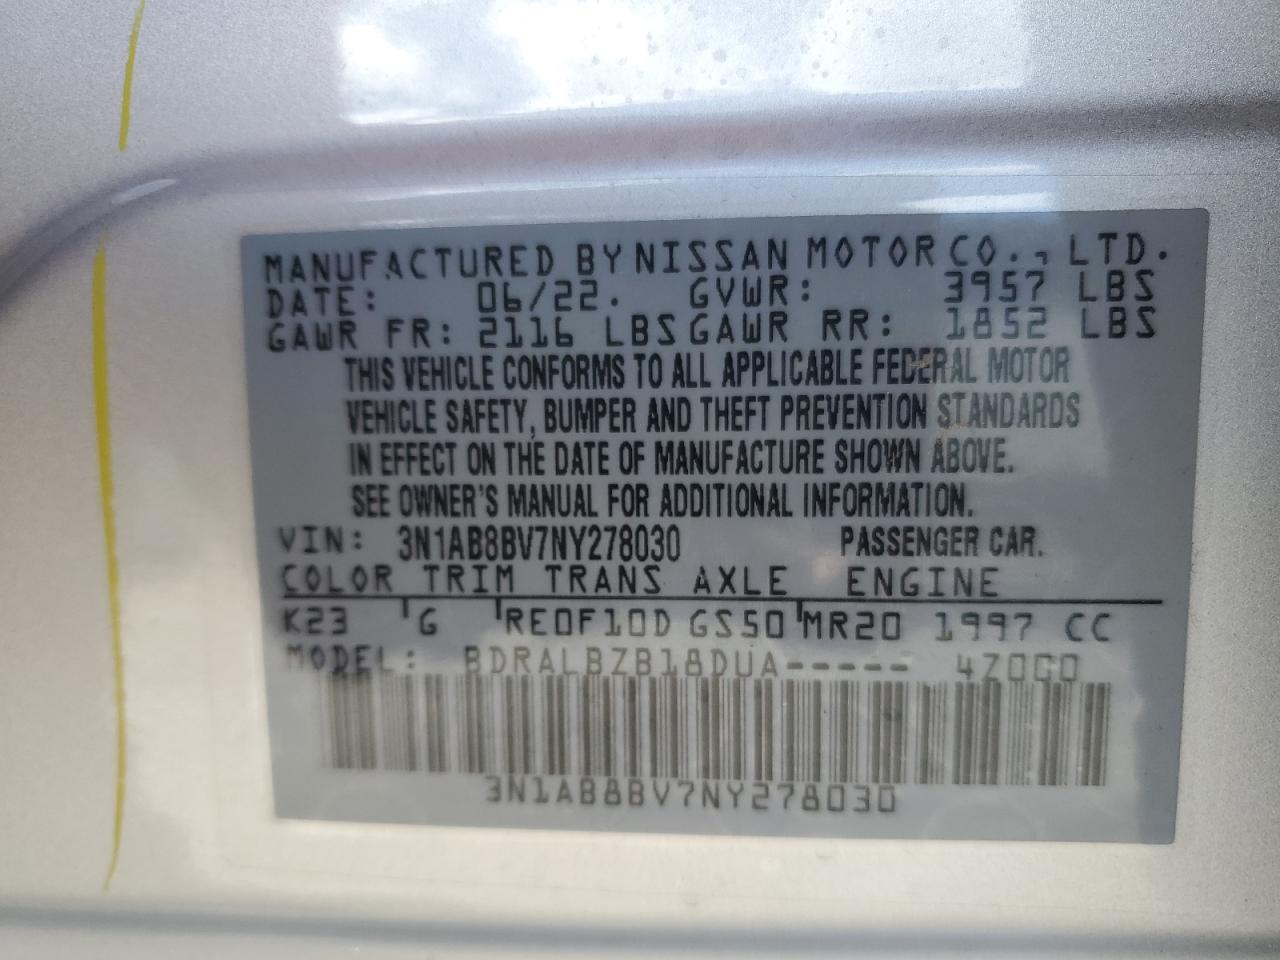 MANUFACTURED BY NISSAN MOTOR CO., LTD.
DATE: 06/22. GVWR: 3957 LBS
GAWR FR: 2116 LBS GAWR RR: 1852 LBS
THIS VEHICLE CONFORMS TO ALL APPLICABLE FEDERAL MOTOR
VEHICLE SAFETY, BUMPER AND THEFT PREVENTION STANDARDS
IN EFFECT ON THE DATE OF MANUFACTURE SHOWN ABOVE.
SEE OWNER'S MANUAL FOR ADDITIONAL INFORMATION.
VIN: 3N1AB8BV7NY278030 PASSENGER CAR.
COLOR TRIM TRANS AXLE ENGINE
K23 G RE0F10D GS50 MR20 1997 CC
MODEL: BDRALBZB18DUA-----
3N1AB8BV7NY278030